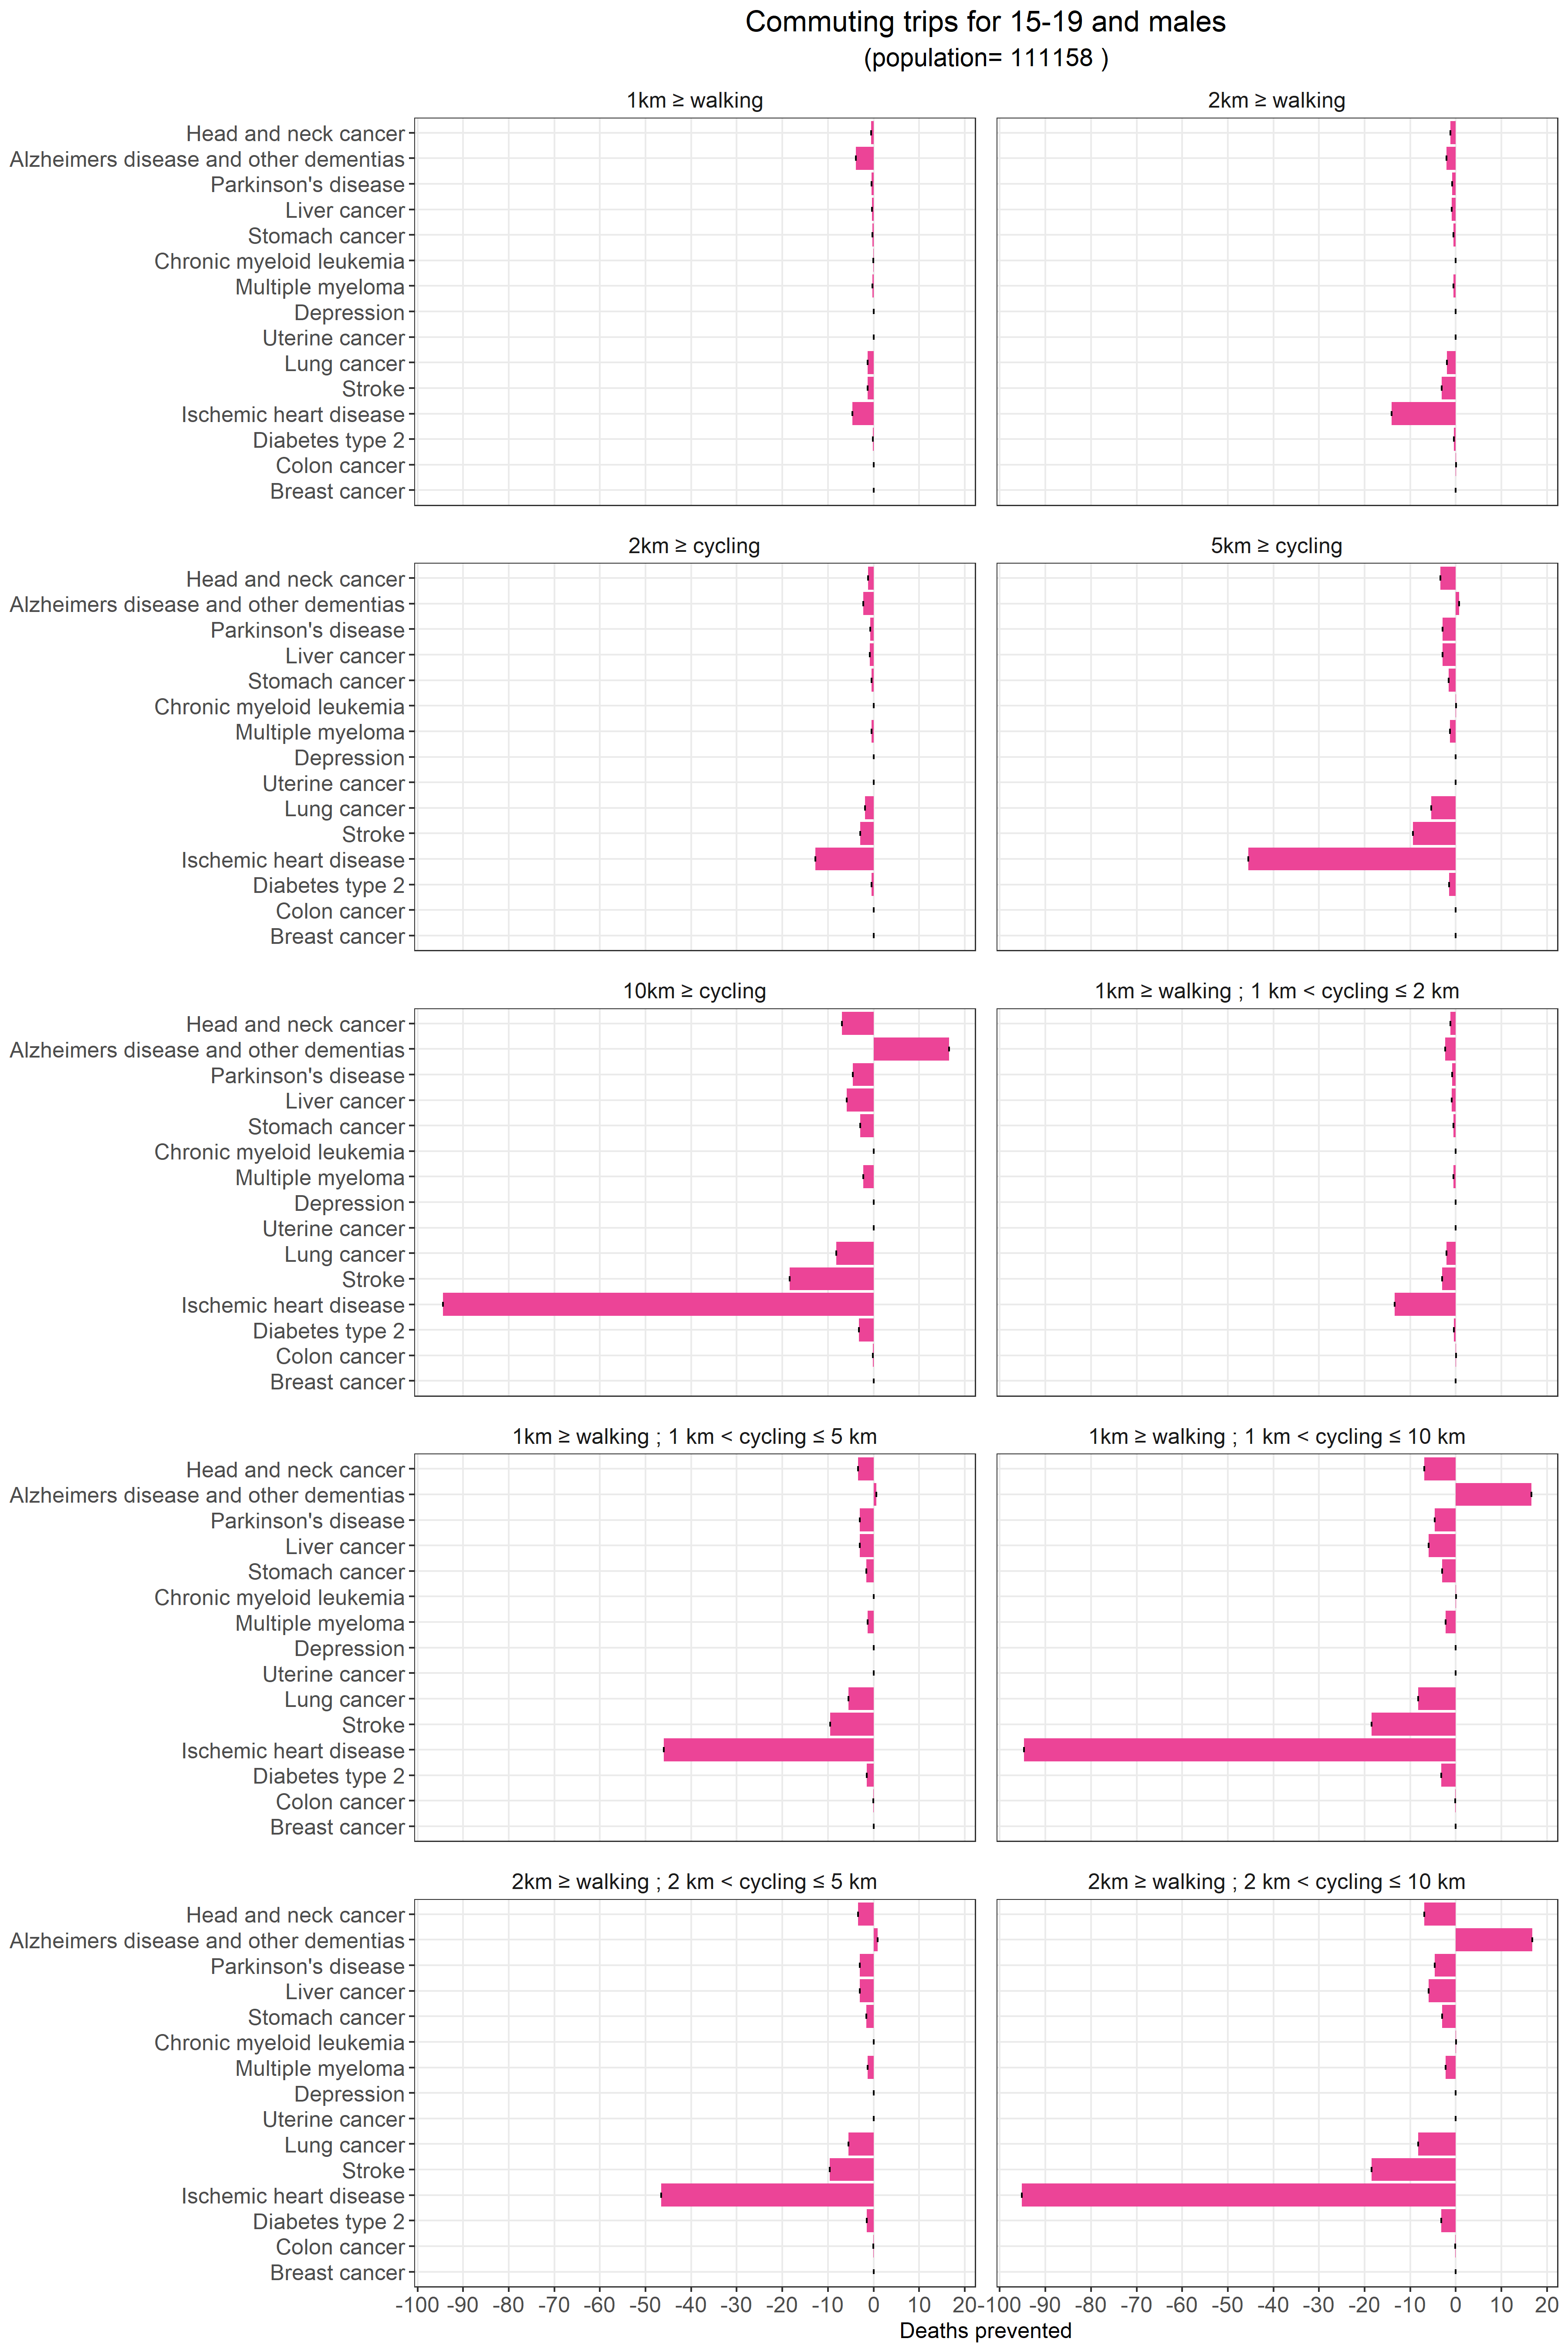 Commuting trips for 15-19 and males
(population= 111158 )
1km ≥ walking
2km ≥ walking
Head and neck cancer
Alzheimers disease and other dementias
Parkinson's disease
Liver cancer
Stomach cancer
Chronic myeloid leukemia
Multiple myeloma
Depression
Uterine cancer
Lung cancer
Stroke
Ischemic heart disease
Diabetes type 2
Colon cancer
Breast cancer
2km ≥ cycling
5km ≥ cycling
Head and neck cancer
Alzheimers disease and other dementias
Parkinson's disease
Liver cancer
Stomach cancer
Chronic myeloid leukemia
Multiple myeloma
Depression
Uterine cancer
Lung cancer
Stroke
Ischemic heart disease
Diabetes type 2
Colon cancer
Breast cancer
10km ≥ cycling
1km ≥ walking ; 1 km < cycling ≤ 2 km
Head and neck cancer
Alzheimers disease and other dementias
Parkinson's disease
Liver cancer
Stomach cancer
Chronic myeloid leukemia
Multiple myeloma
Depression
Uterine cancer
Lung cancer
Stroke
Ischemic heart disease
Diabetes type 2
Colon cancer
Breast cancer
1km ≥ walking ; 1 km < cycling ≤ 5 km
1km ≥ walking ; 1 km < cycling ≤ 10 km
Head and neck cancer
Alzheimers disease and other dementias
Parkinson's disease
Liver cancer
Stomach cancer
Chronic myeloid leukemia
Multiple myeloma
Depression
Uterine cancer
Lung cancer
Stroke
Ischemic heart disease
Diabetes type 2
Colon cancer
Breast cancer
2km ≥ walking ; 2 km < cycling ≤ 5 km
2km ≥ walking ; 2 km < cycling ≤ 10 km
Head and neck cancer
Alzheimers disease and other dementias
Parkinson's disease
Liver cancer
Stomach cancer
Chronic myeloid leukemia
Multiple myeloma
Depression
Uterine cancer
Lung cancer
Stroke
Ischemic heart disease
Diabetes type 2
Colon cancer
Breast cancer
-100 -90 -80 -70 -60 -50 -40 -30 -20 -10 0 10 20
-100 -90 -80 -70 -60 -50 -40 -30 -20 -10 0 10 20
Deaths prevented